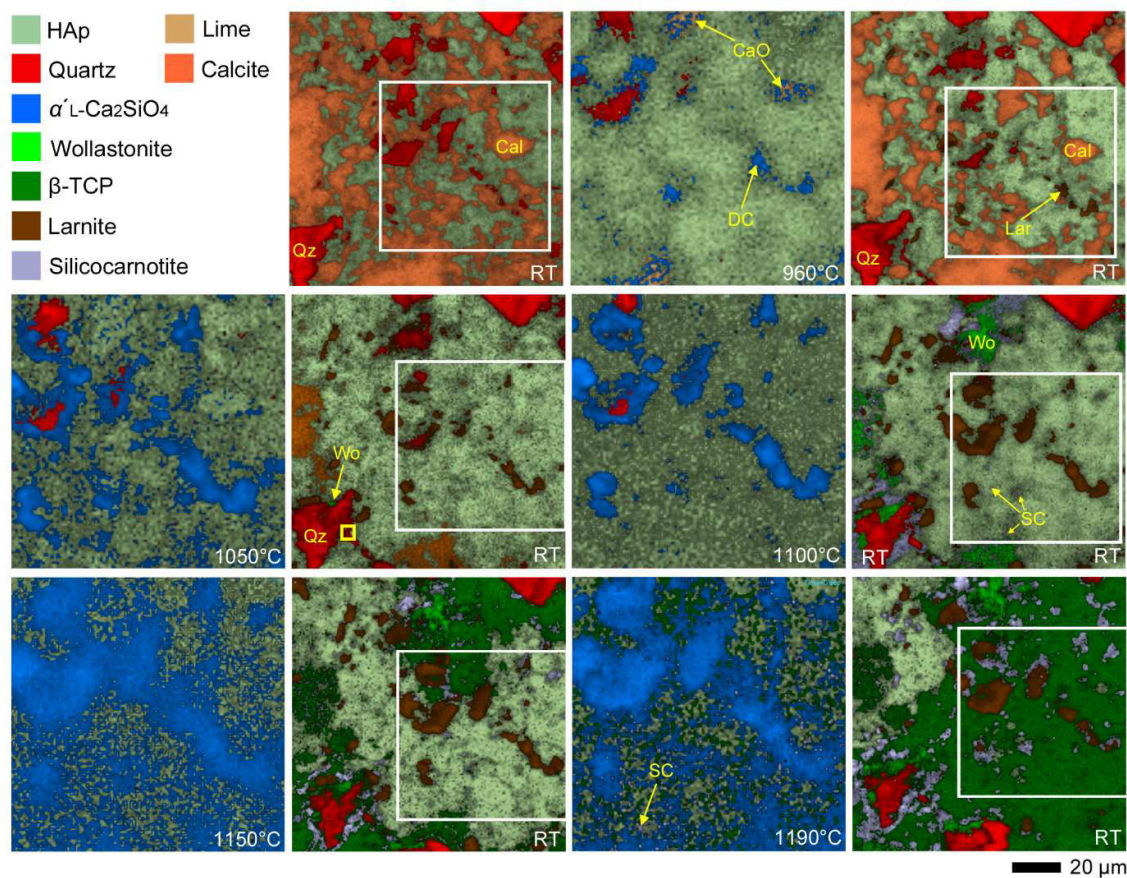 HAp
Lime
Quartz
Calcite
α´L-Ca2SiO4
Wollastonite
β-TCP
Larnite
Silicocarnotite
Cal
Qz
RT
CaO
DC
960°C
Cal
Lar
Qz
RT
1050°C
Wo
Qz
RT
1100°C
Wo
SC
RT
RT
1150°C
RT
SC
1190°C
RT
20 µm